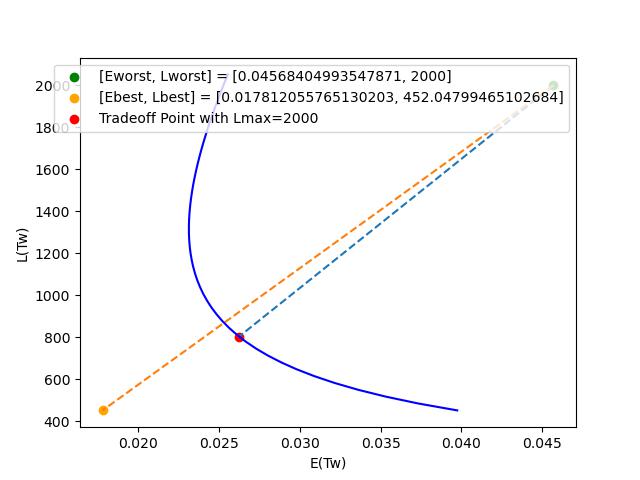 [Eworst, Lworst] = [0.04568404993547871, 2000]
[Ebest, Lbest] = [0.017812055765130203, 452.04799465102684]
Tradeoff Point with Lmax=2000
2000
1800
1600
1400
1200
1000
800
600
400
L(Tw)
0.020 0.025 0.030 0.035 0.040 0.045
E(Tw)